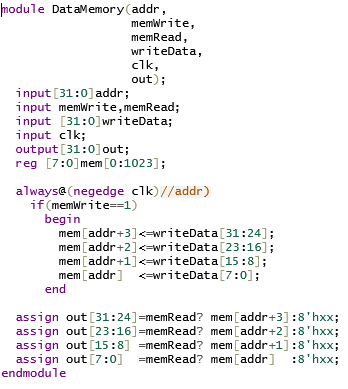 module DataMemory(addr,
                  memWrite,
                  memRead,
                  writeData,
                  clk,
                  out);
  input[31:0]addr;
  input memWrite,memRead;
  input [31:0]writeData;
  input clk;
  output[31:0]out;
  reg [7:0]mem[0:1023];

  always@(negedge clk)//addr)
    if(memWrite==1)
      begin
        mem[addr+3]<=writeData[31:24];
        mem[addr+2]<=writeData[23:16];
        mem[addr+1]<=writeData[15:8];
        mem[addr]  <=writeData[7:0];
      end

  assign out[31:24]=memRead? mem[addr+3]:8'hxx;
  assign out[23:16]=memRead? mem[addr+2]:8'hxx;
  assign out[15:8] =memRead? mem[addr+1]:8'hxx;
  assign out[7:0]  =memRead? mem[addr]  :8'hxx;
endmodule